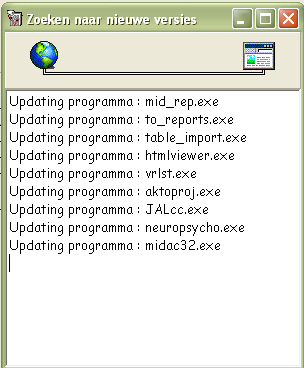 Zoeken naar nieuwe versies
Updating programma : mid_rep.exe
Updating programma : to_reports.exe
Updating programma : table_import.exe
Updating programma : htmlviewer.exe
Updating programma : vrlst.exe
Updating programma : aktoproj.exe
Updating programma : JALcc.exe
Updating programma : neuropsycho.exe
Updating programma : midac32.exe